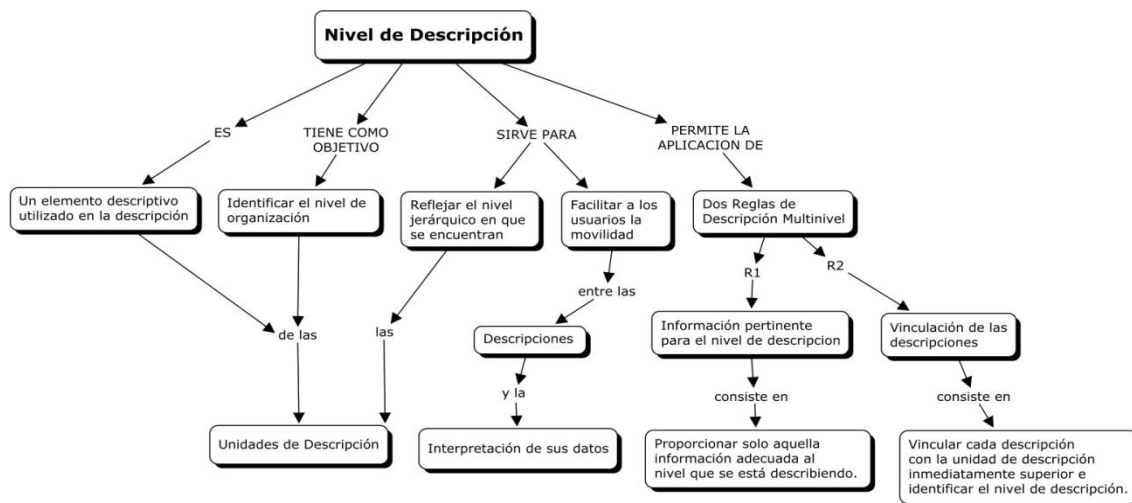 Nivel de Descripción
ES
TIENE COMO
OBJETIVO
SIRVE PARA
PERMITE LA
APLICACION DE
Un elemento descriptivo
utilizado en la descripción
Identificar el nivel de
organización
Reflejar el nivel
jerárquico en que
se encuentran
Facilitar a los
usuarios la
movilidad
Dos Reglas de
Descripción Multinivel
R1
R2
entre las
de las
las
Descripciones
Información pertinente
para el nivel de descripcion
Vinculación de las
descripciones
y la
consiste en
consiste en
Unidades de Descripción
Interpretación de sus datos
Proporcionar solo aquella
información adecuada al
nivel que se está describiendo.
Vincular cada descripción
con la unidad de descripción
inmediatamente superior e
identificar el nivel de descripción.